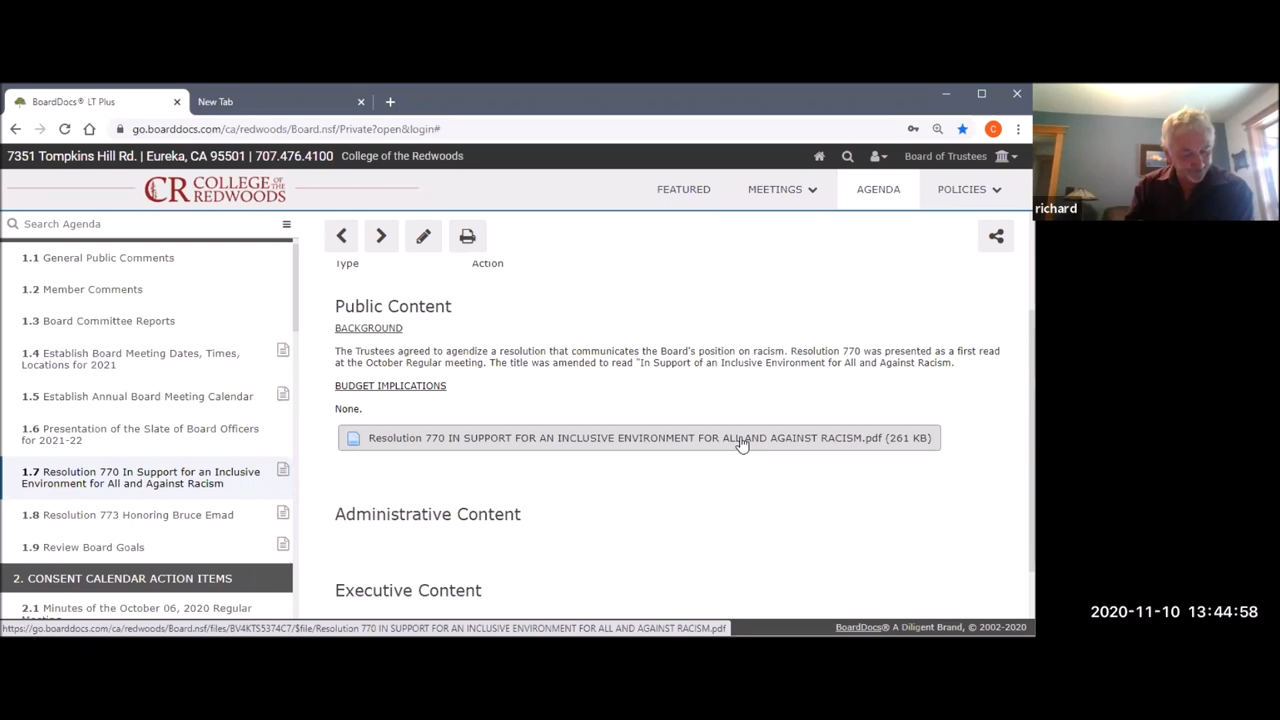 BoardDocs® LT Plus
New Tab
go.boarddocs.com/ca/redwoods/Board.nsf/Private?open&login#
C
7351 Tompkins Hill Rd. | Eureka, CA 95501 | 707.476.4100 College of the Redwoods
Board of Trustees
CR COLLEGE OF THE REDWOODS
FEATURED MEETINGS AGENDA POLICIES
Search Agenda
1.1 General Public Comments
1.2 Member Comments
1.3 Board Committee Reports
1.4 Establish Board Meeting Dates, Times,
Locations for 2021
1.5 Establish Annual Board Meeting Calendar
1.6 Presentation of the Slate of Board Officers
for 2021-22
1.7 Resolution 770 In Support for an Inclusive
Environment for All and Against Racism
1.8 Resolution 773 Honoring Bruce Emad
1.9 Review Board Goals
2. CONSENT CALENDAR ACTION ITEMS
2.1 Minutes of the October 06, 2020 Regular
Meeting
Type Action
Public Content
BACKGROUND
The Trustees agreed to agendize a resolution that communicates the Board's position on racism. Resolution 770 was presented as a first read
at the October Regular meeting. The title was amended to read "In Support of an Inclusive Environment for All and Against Racism.
BUDGET IMPLICATIONS
None.
Resolution 770 IN SUPPORT FOR AN INCLUSIVE ENVIRONMENT FOR ALL AND AGAINST RACISM.pdf (261 KB)
Administrative Content
Executive Content
https://go.boarddocs.com/ca/redwoods/Board.nsf/files/BV4KTS5374C7/$file/Resolution 770 IN SUPPORT FOR AN INCLUSIVE ENVIRONMENT FOR ALL AND AGAINST RACISM.pdf
BoardDocs® A Diligent Brand, © 2002-2020
richard
2020-11-10 13:44:58